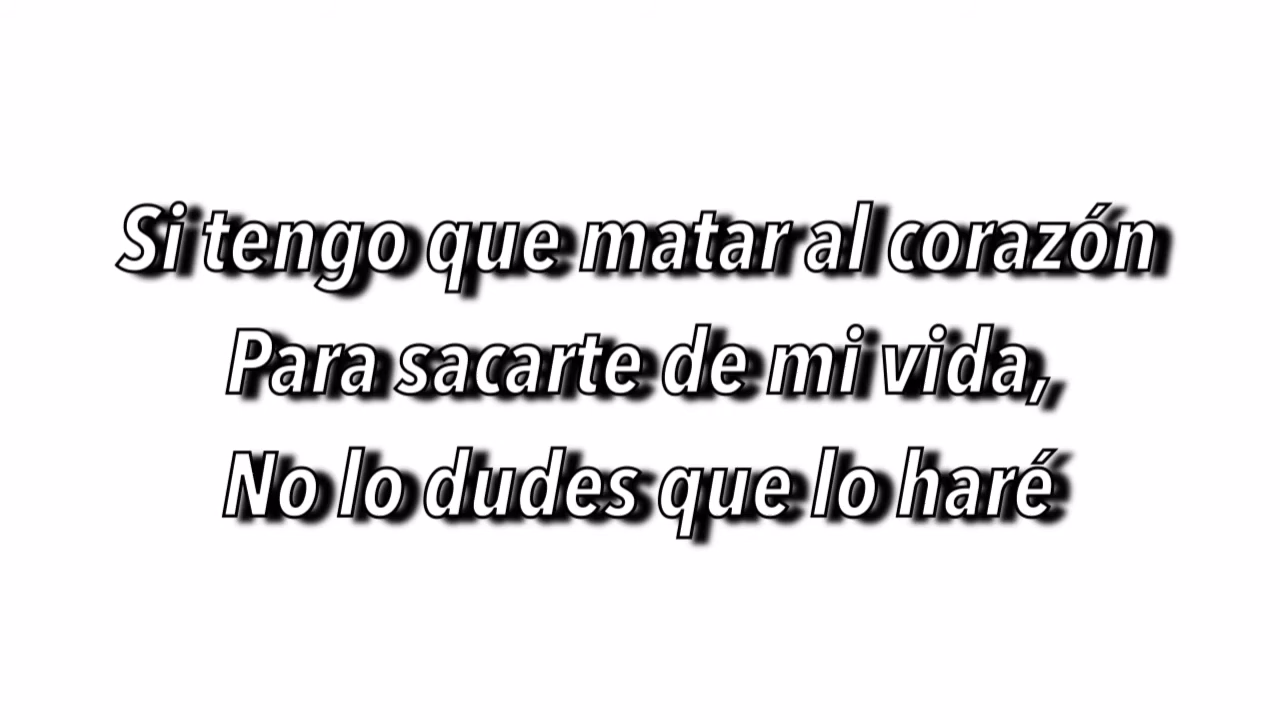 Si tengo que matar al corazón
Para sacarte de mi vida,
No lo dudes que lo haré